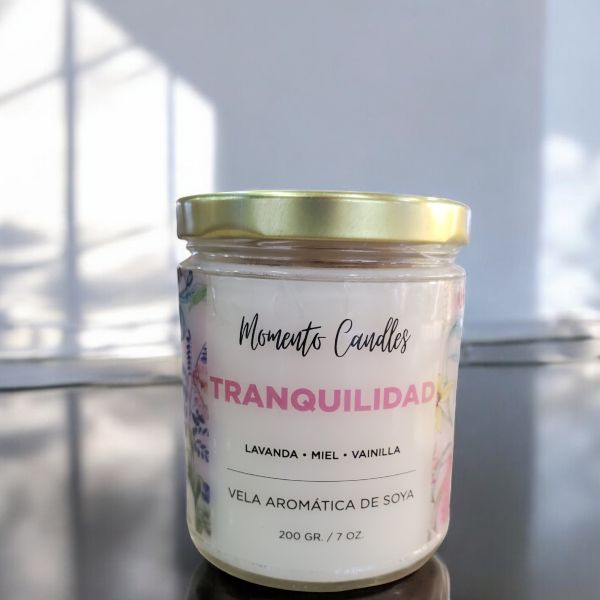 Momento Candles
TRANQUILIDAD
LAVANDA • MIEL • VAINILLA
VELA AROMÁTICA DE SOYA
200 GR. / 7 OZ.